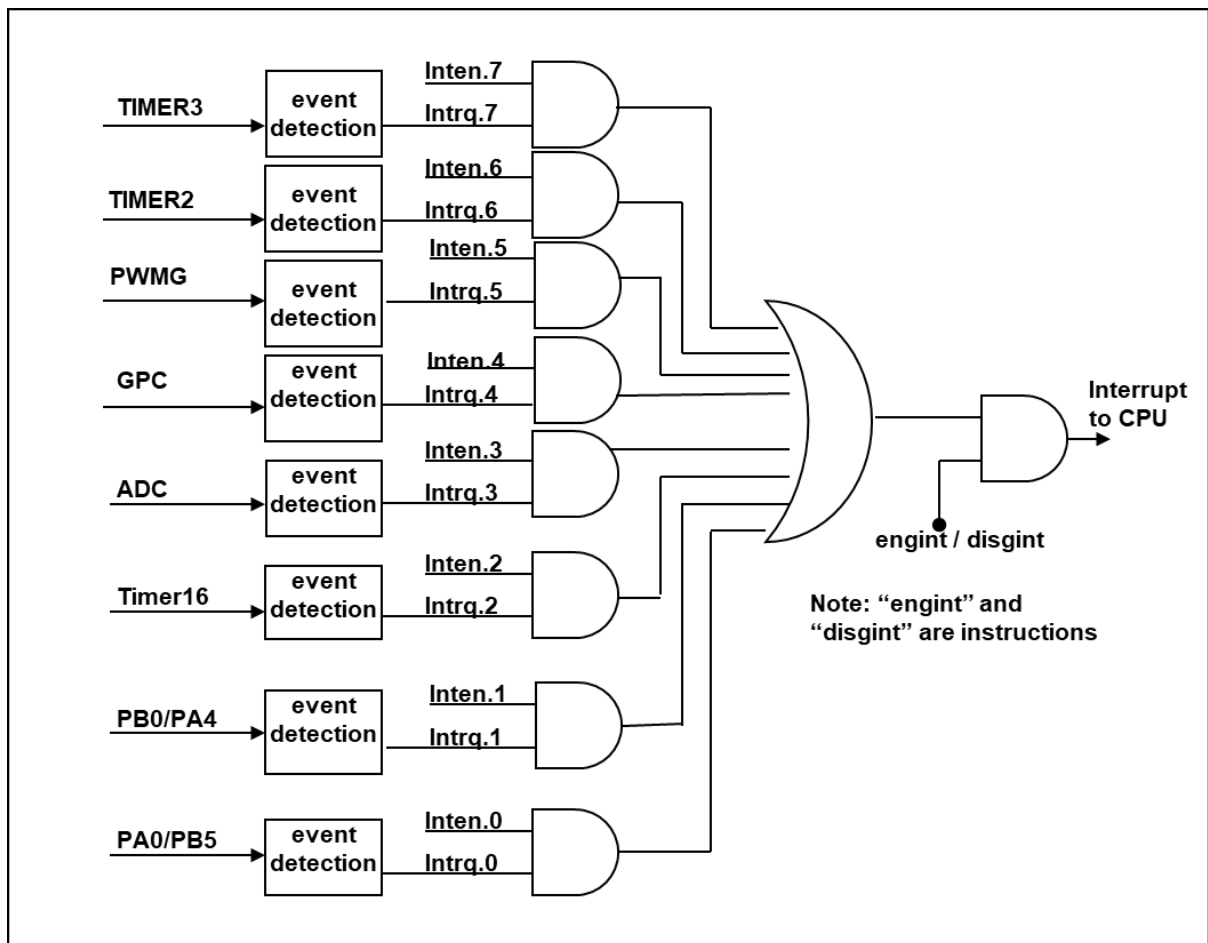 TIMER3
event
detection
Inten.7
Intrq.7
TIMER2
event
detection
Inten.6
Intrq.6
PWMG
event
detection
Inten.5
Intrq.5
GPC
event
detection
Inten.4
Intrq.4
ADC
event
detection
Inten.3
Intrq.3
Timer16
event
detection
Inten.2
Intrq.2
PB0/PA4
event
detection
Inten.1
Intrq.1
PA0/PB5
event
detection
Inten.0
Intrq.0
Interrupt
to CPU
engint / disgint
Note: “engint” and
“disgint” are instructions